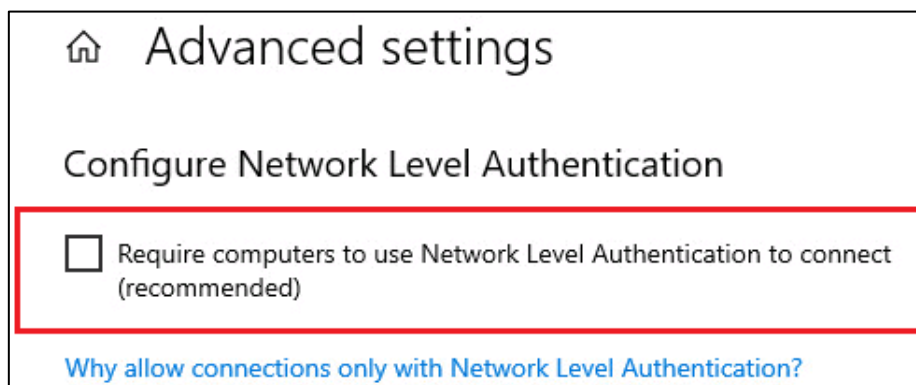 Advanced settings
Configure Network Level Authentication
Require computers to use Network Level Authentication to connect
(recommended)
Why allow connections only with Network Level Authentication?